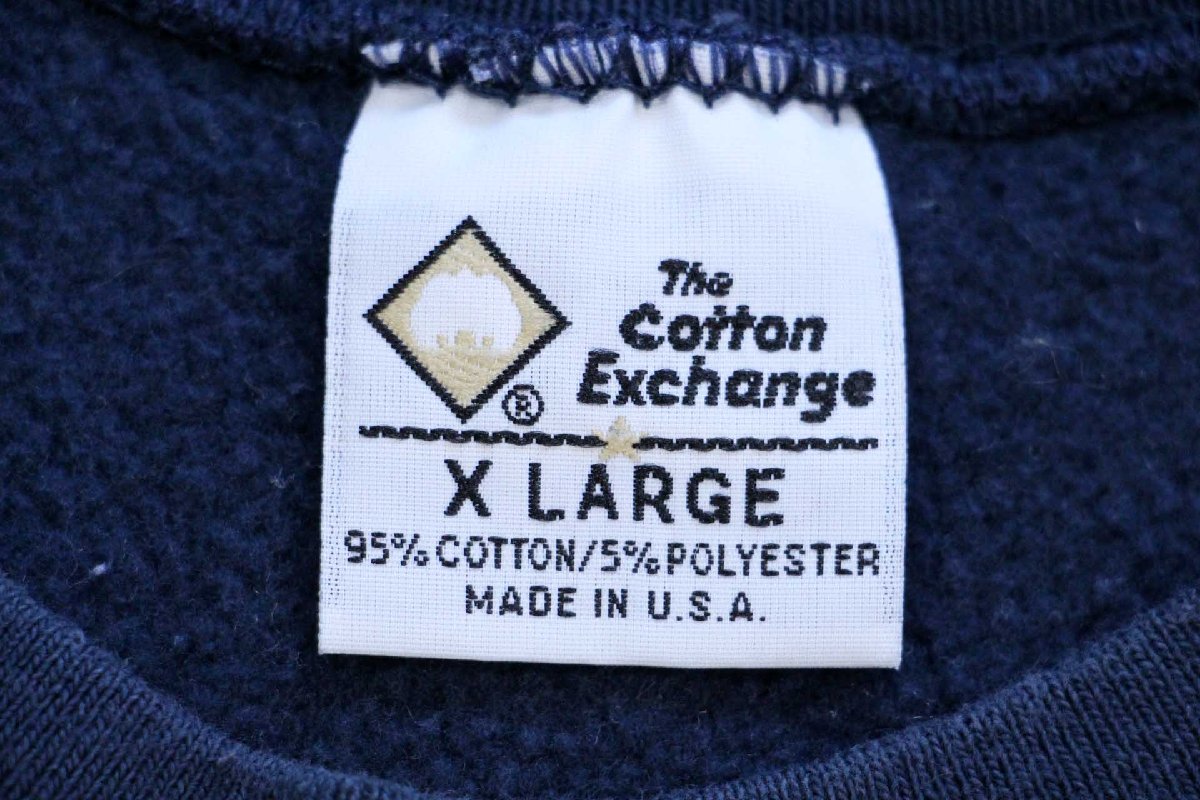 The
Cotton
Exchange
®
X LARGE
95% COTTON/5% POLYESTER
MADE IN U.S.A.